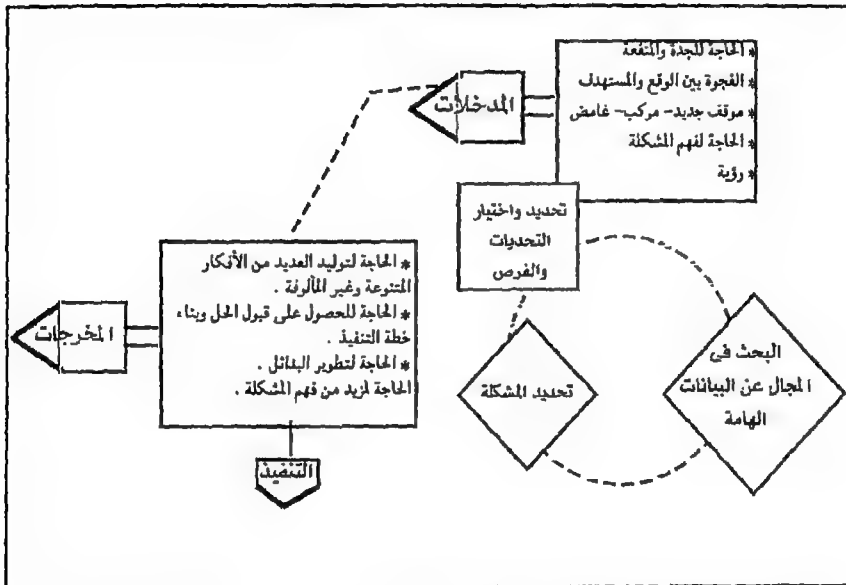 * الحاجة للجدة والمنفعة
* الفجوة بين الوقع والمستهدف
* موقف جديد- مركب- غامض
* الحاجة لفهم المشكلة
* رؤية
المدخلات
تحديد واختيار
التحديات
والفرص
البحث فى
المجال عن البيانات
الهامة
تحديد المشكلة
* الحاجة لتوليد العديد من الأفكار
المتنوعة وغير المألوفة .
* الحاجة للحصول على قبول الحل وبناء
خطة التنفيذ .
* الحاجة لتطوير البدائل .
الحاجة لمزيد من فهم المشكلة .
المخرجات
التنفيذ